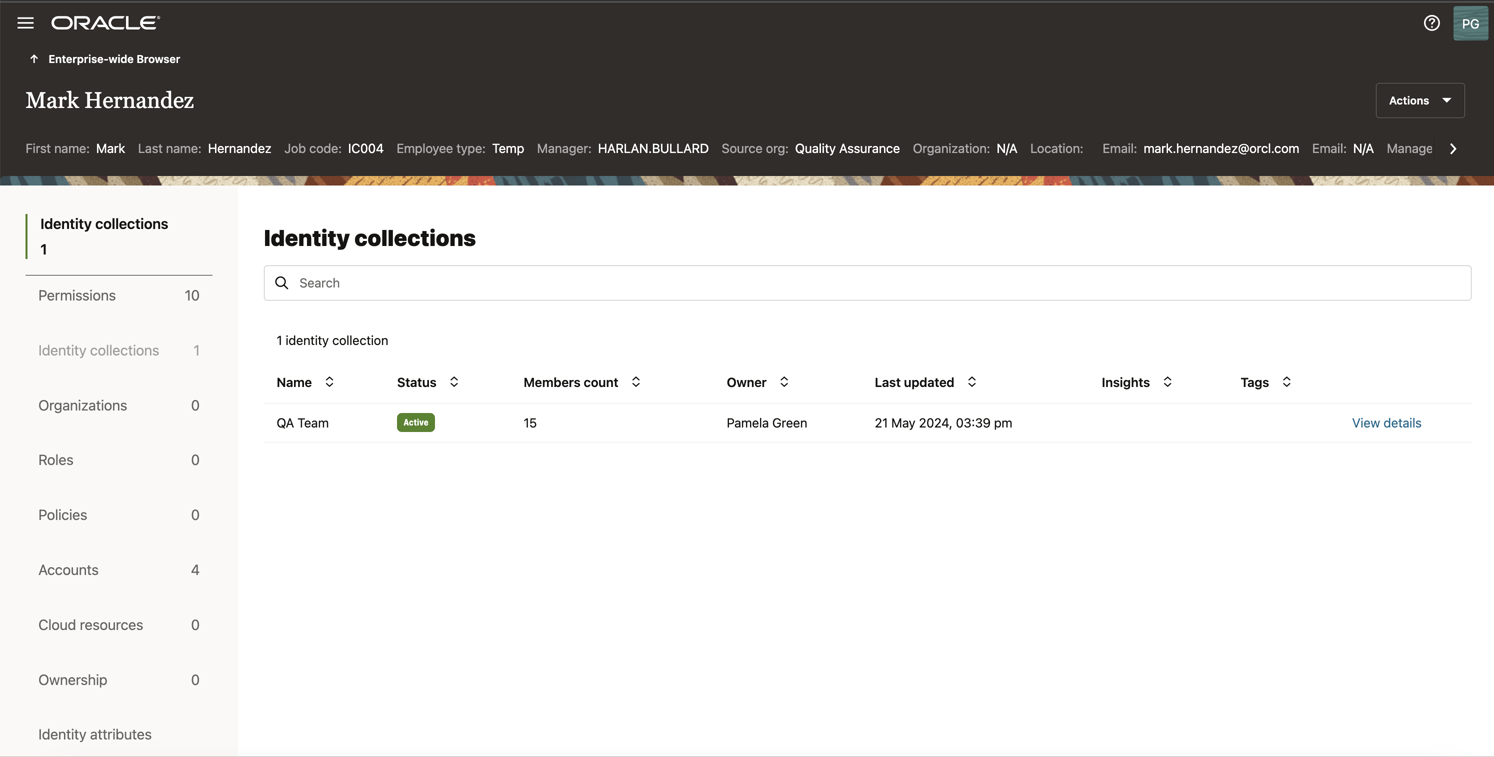 ORACLE
PG
Enterprise-wide Browser
Mark Hernandez
Actions
First name: Mark Last name: Hernandez Job code: IC004 Employee type: Temp Manager: HARLAN.BULLARD Source org: Quality Assurance Organization: N/A Location: Email: mark.hernandez@orcl.com Email: N/A Manage
Identity collections
1
Permissions 10
Identity collections 1
Organizations 0
Roles 0
Policies 0
Accounts 4
Cloud resources 0
Ownership 0
Identity attributes
Identity collections
Search
1 identity collection
Name Status Members count Owner Last updated Insights Tags
QA Team Active 15 Pamela Green 21 May 2024, 03:39 pm View details